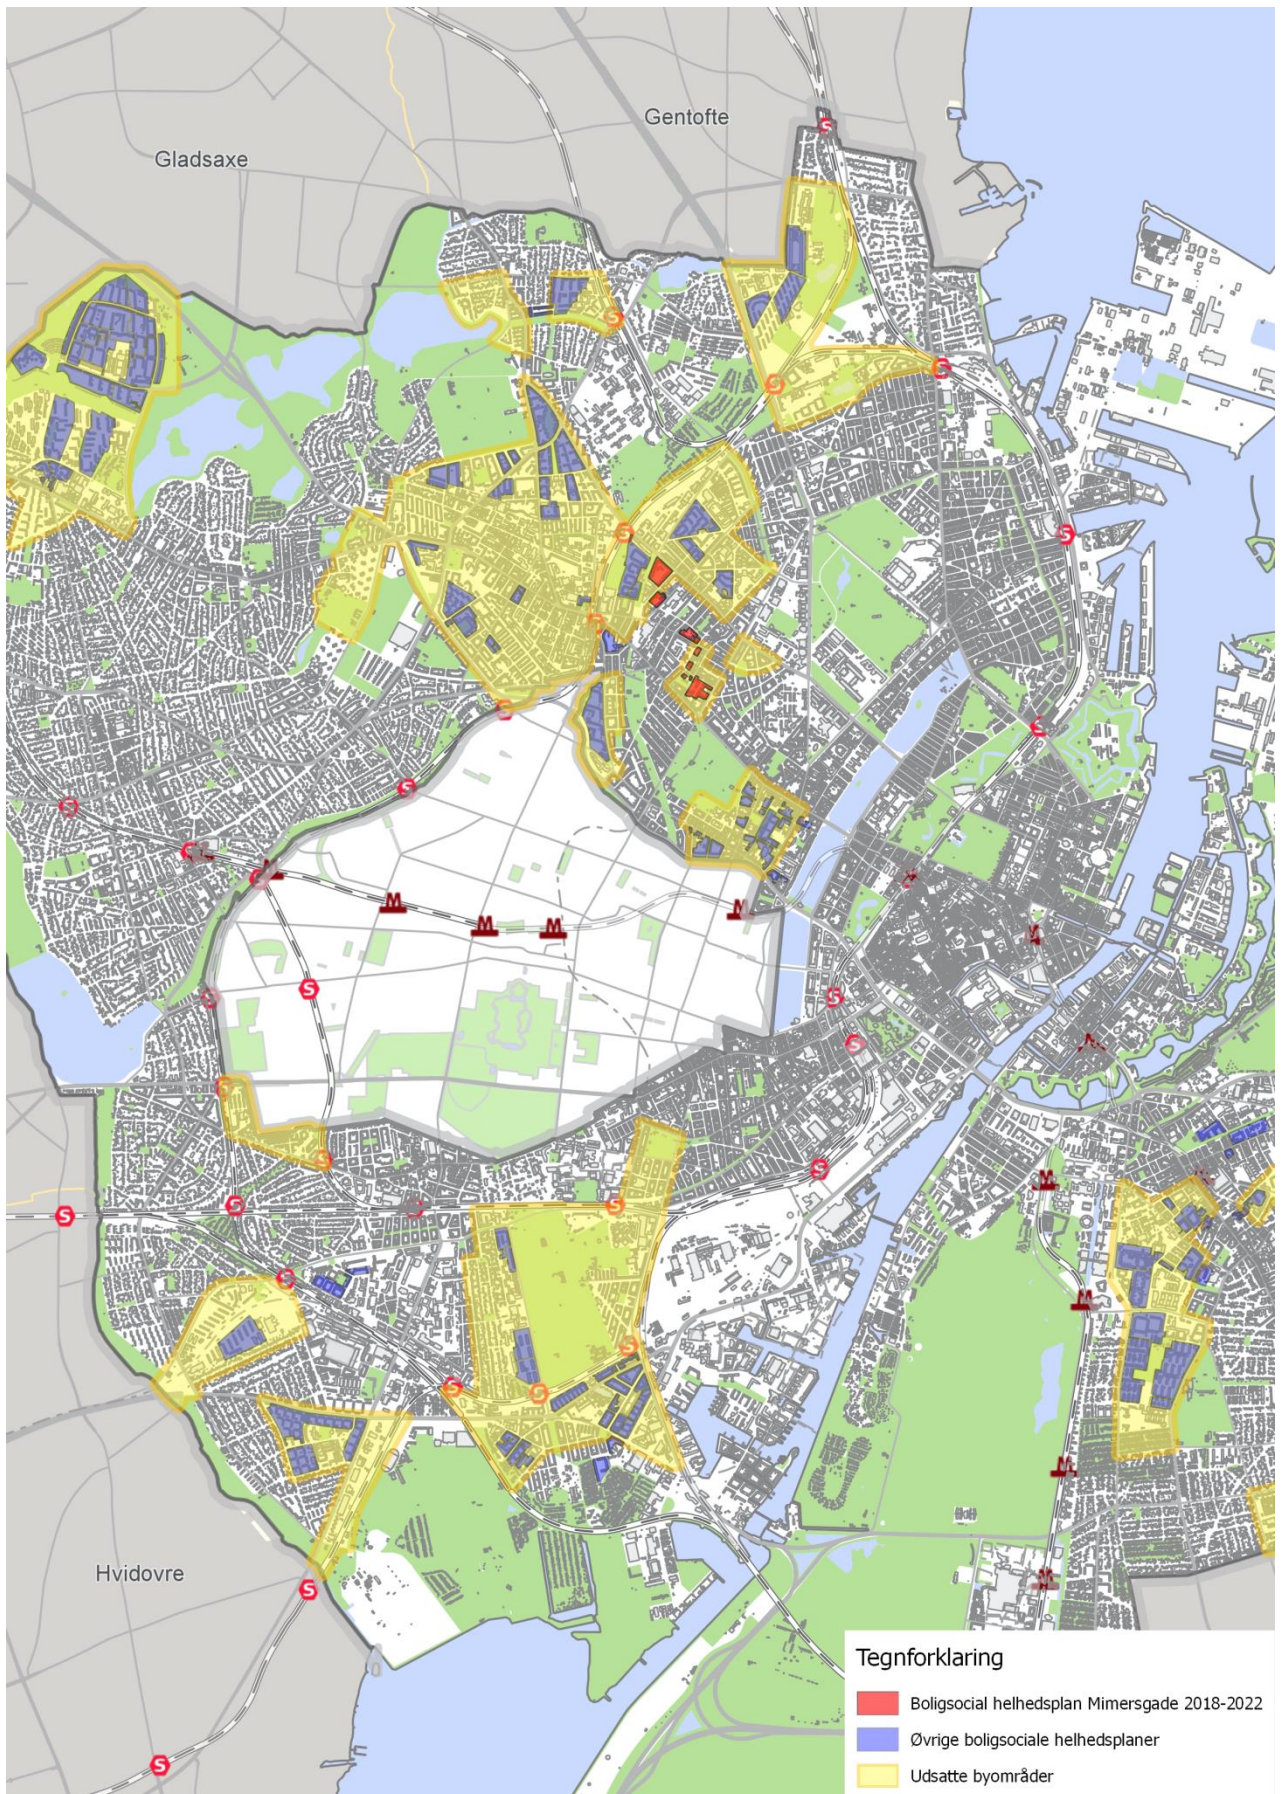 Gentofte
Gladsaxe
S
S
S
S
S
S
S
S
S
S
S
M
M
M
M
S
S
S
S
M
S
S
S
S
M
S
S
M
Hvidovre
S
M
S
Tegnforklaring
Boligsocial helhedsplan Mimersgade 2018-2022
Øvrige boligsociale helhedsplaner
Udsatte byområder